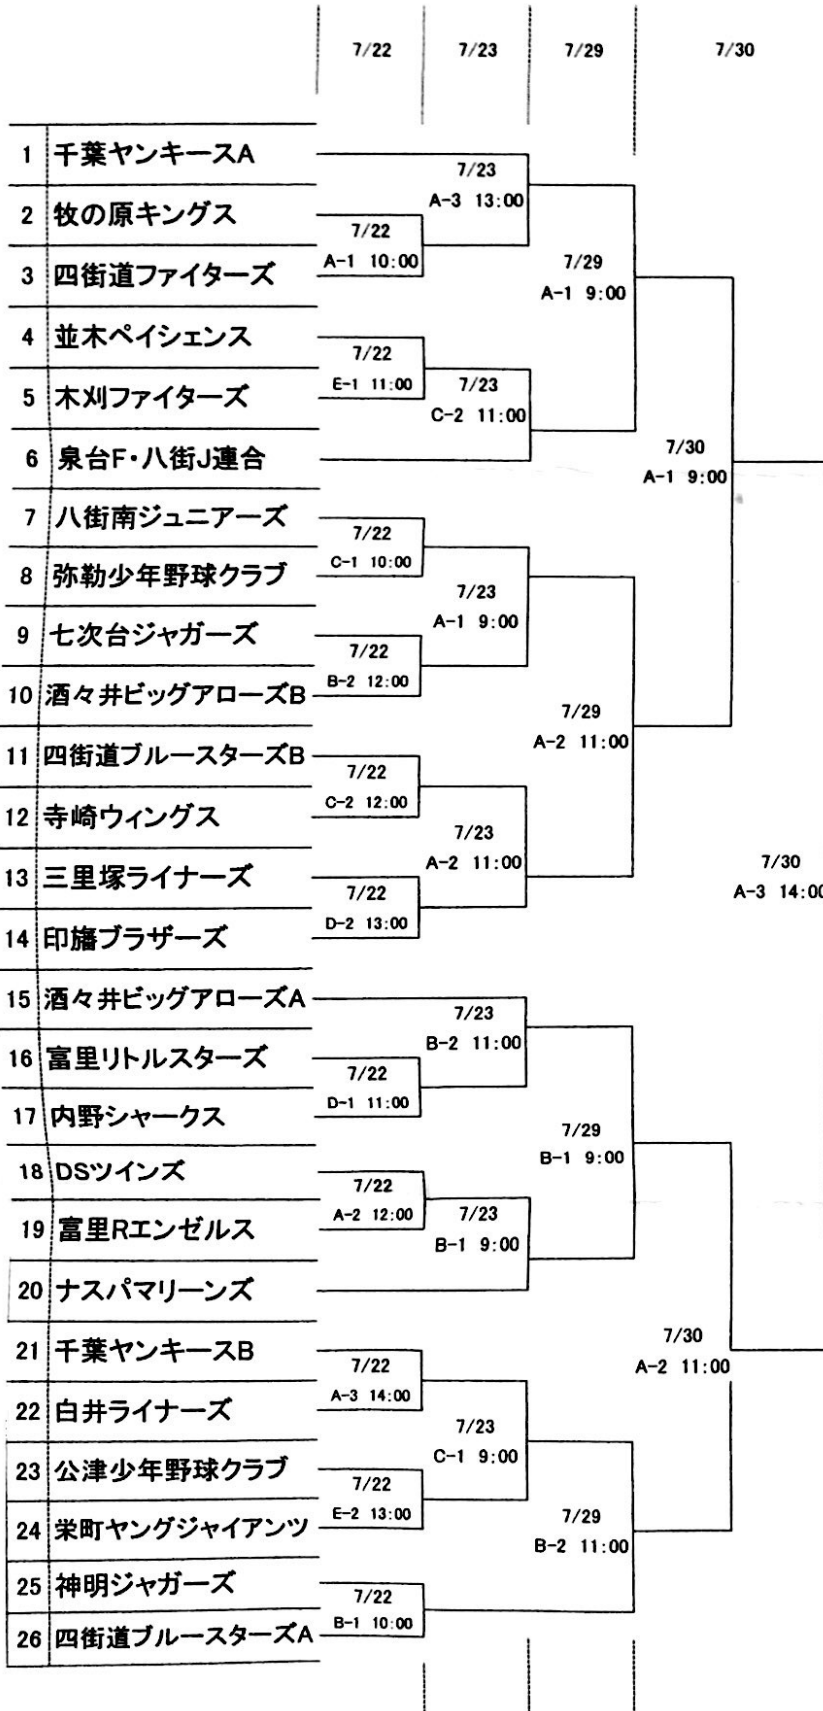 7/22 7/23 7/29 7/30
1 千葉ヤンキースA
7/23
A-3 13:00
2 牧の原キングス
7/22
A-1 10:00
3 四街道ファイターズ
7/29
A-1 9:00
4 並木ペイシェンス
7/22
E-1 11:00
5 木刈ファイターズ
7/23
C-2 11:00
6 泉台F・八街J連合
7/30
A-1 9:00
7 八街南ジュニアーズ
7/22
C-1 10:00
8 弥勒少年野球クラブ
7/23
A-1 9:00
9 七次台ジャガーズ
7/22
B-2 12:00
10 酒々井ビッグアローズB
7/29
A-2 11:00
11 四街道ブルースターズB
7/22
C-2 12:00
12 寺崎ウィングス
7/23
A-2 11:00
13 三里塚ライナーズ
7/22
D-2 13:00
7/30
A-3 14:00
14 印旛ブラザーズ
15 酒々井ビッグアローズA
7/23
B-2 11:00
16 富里リトルスターズ
7/22
D-1 11:00
17 内野シャークス
7/29
B-1 9:00
18 DSツインズ
7/22
A-2 12:00
19 富里Rエンゼルス
7/23
B-1 9:00
20 ナスパマリーンズ
21 千葉ヤンキースB
7/22
A-3 14:00
7/30
A-2 11:00
22 白井ライナーズ
7/23
C-1 9:00
23 公津少年野球クラブ
7/22
E-2 13:00
24 栄町ヤングジャイアンツ
7/29
B-2 11:00
25 神明ジャガーズ
7/22
B-1 10:00
26 四街道ブルースターズA